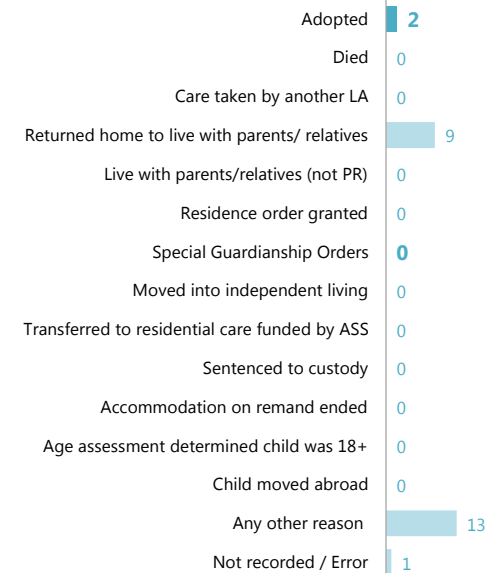 Adopted 2
Died 0
Care taken by another LA 0
Returned home to live with parents/ relatives 9
Live with parents/relatives (not PR) 0
Residence order granted 0
Special Guardianship Orders 0
Moved into independent living 0
Transferred to residential care funded by ASS 0
Sentenced to custody 0
Accommodation on remand ended 0
Age assessment determined child was 18+ 0
Child moved abroad 0
Any other reason 13
Not recorded / Error 1